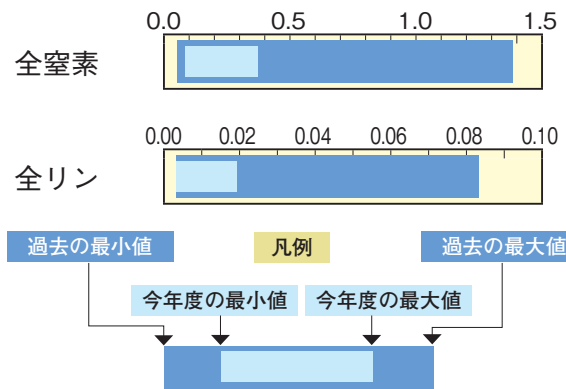 0.0 0.5 1.0 1.5
全窒素
0.00 0.02 0.04 0.06 0.08 0.10
全リン
過去の最小値 凡例 過去の最大値
今年度の最小値 今年度の最大値